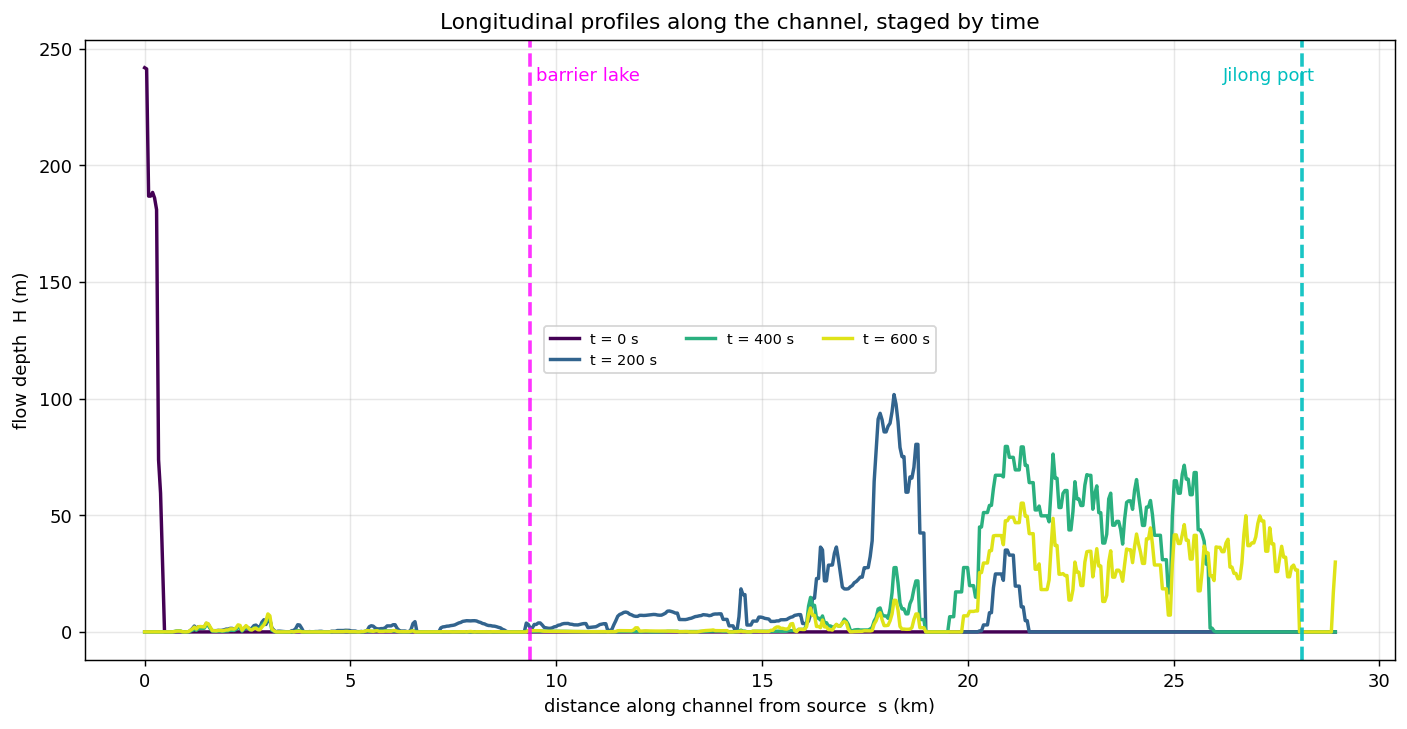 Longitudinal profiles along the channel, staged by time
flow depth  H (m)
250
200
150
100
50
0
barrier lake
Jilong port
t = 0 s
t = 200 s
t = 400 s
t = 600 s
0
5
10
15
20
25
30
distance along channel from source  s (km)